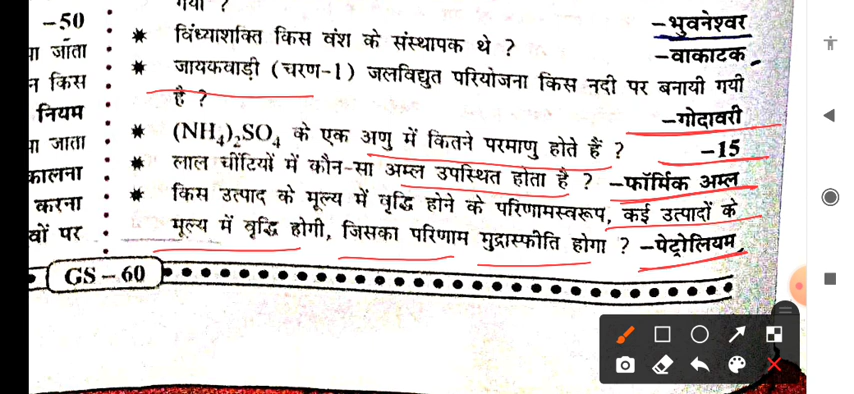 -50
गया ?
-भुवनेश्वर
* विंध्याशक्ति किस वंश के संस्थापक थे ? -वाकाटक
ा जाता
* जायकवाड़ी (चरण-1) जलविद्युत परियोजना किस नदी पर बनायी गयी
न किस
है ? -गोदावरी
नियम
* (NH₄)₂SO₄ के एक अणु में कितने परमाणु होते हैं ? -15
ा जाता
* लाल चींटियों में कौन-सा अम्ल उपस्थित होता है ? -फॉर्मिक अम्ल
कालना
* किस उत्पाद के मूल्य में वृद्धि होने के परिणामस्वरूप, कई उत्पादों के
करना
मूल्य में वृद्धि होगी, जिसका परिणाम मुद्रास्फीति होगा ? -पेट्रोलियम
वों पर
GS-60